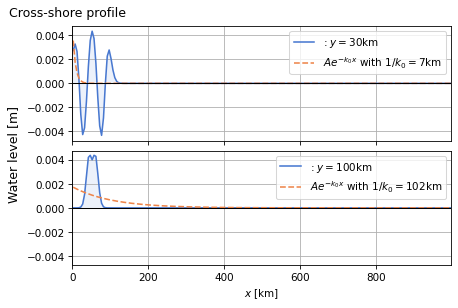 Cross-shore profile
Water level [m]
0.004
0.002
0.000
−0.002
−0.004
: y = 30km
Ae^{−k₀x} with 1/k₀ = 7km
0.004
0.002
0.000
−0.002
−0.004
: y = 100km
Ae^{−k₀x} with 1/k₀ = 102km
0 200 400 600 800
x [km]